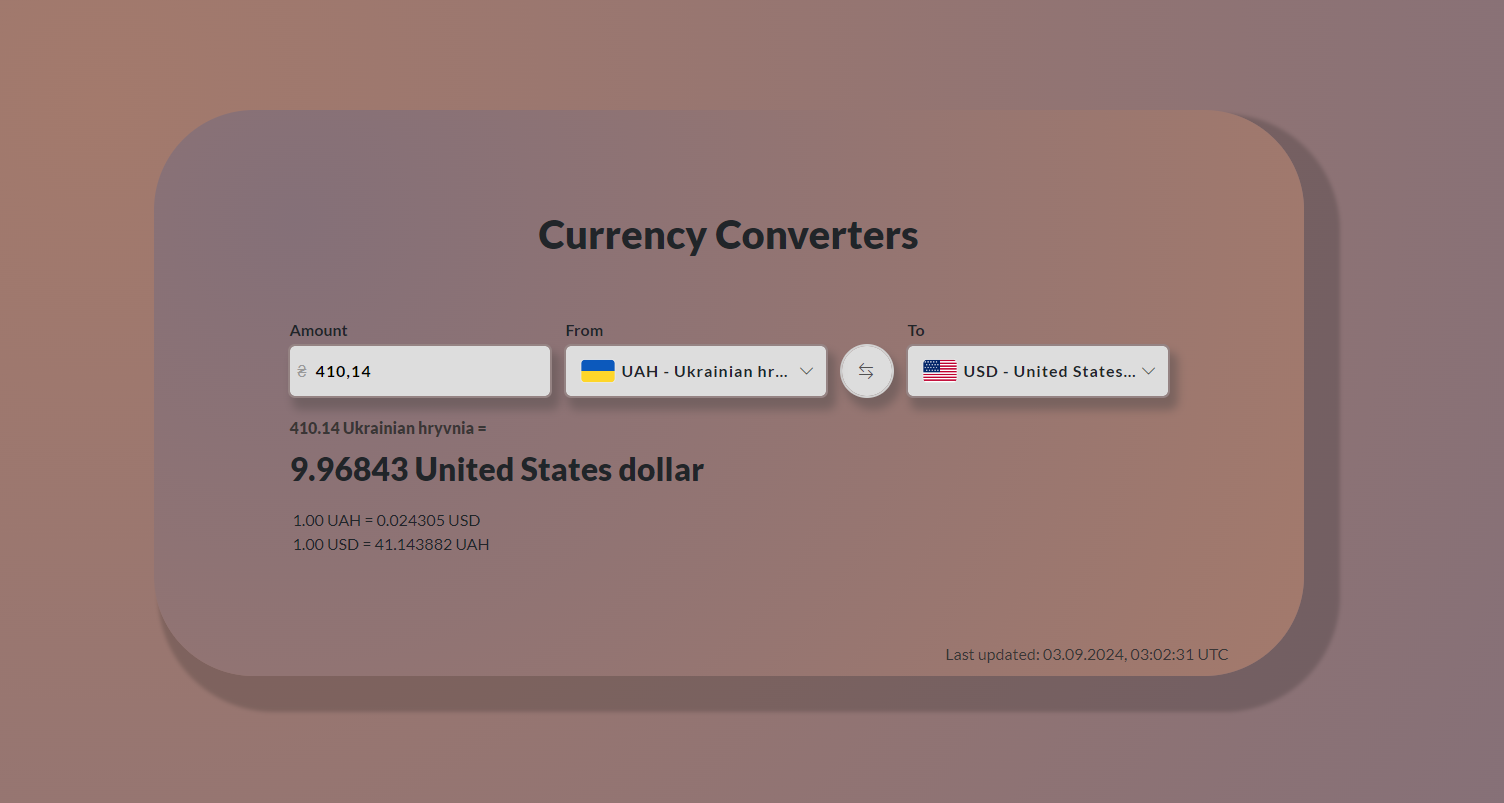 Currency Converters
Amount From To
₴ 410,14 UAH - Ukrainian hr... USD - United States...
410.14 Ukrainian hryvnia =
9.96843 United States dollar
1.00 UAH = 0.024305 USD
1.00 USD = 41.143882 UAH
Last updated: 03.09.2024, 03:02:31 UTC